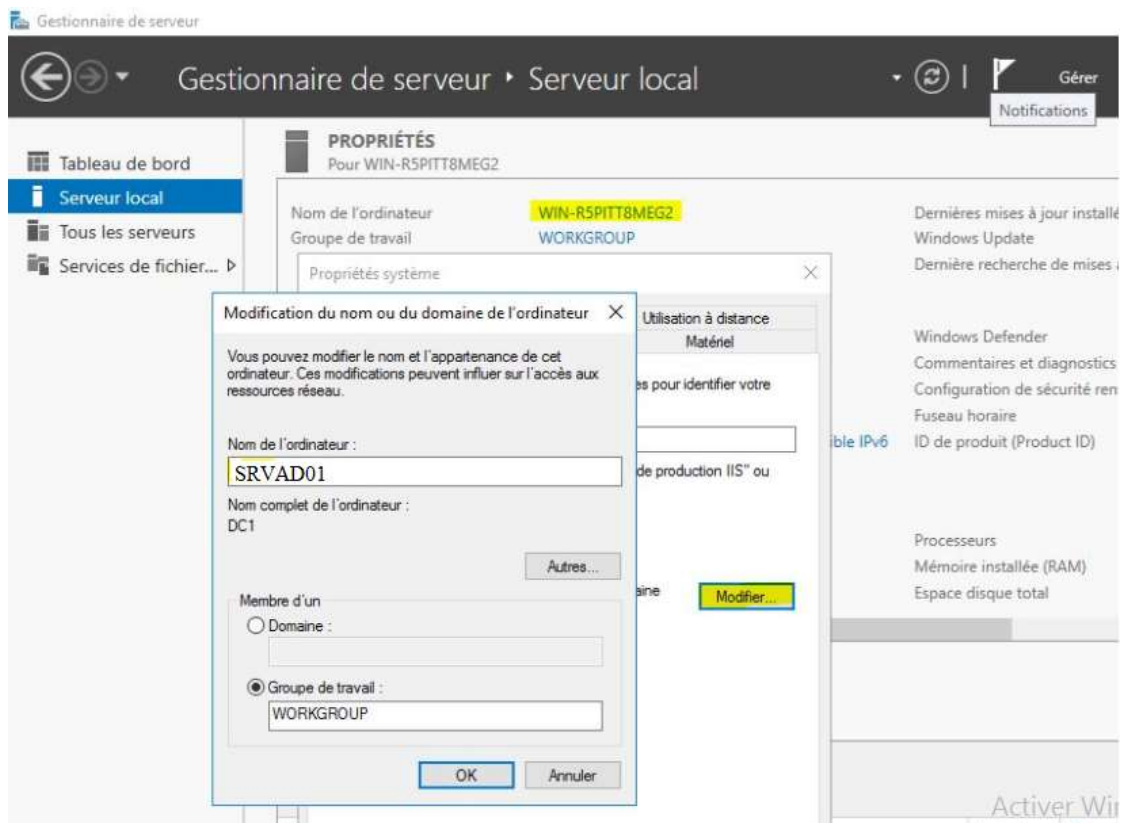 Gestionnaire de serveur
Gestionnaire de serveur ‣ Serveur local
Gérer
Notifications
Tableau de bord
Serveur local
Tous les serveurs
Services de fichier...
PROPRIÉTÉS
Pour WIN-R5PITT8MEG2
Nom de l'ordinateur WIN-R5PITT8MEG2
Groupe de travail WORKGROUP
Dernières mises à jour installé
Windows Update
Dernière recherche de mises
Propriétés système
Utilisation à distance
Matériel
es pour identifier votre
de production IIS" ou
aine
Modifier...
Modification du nom ou du domaine de l'ordinateur
Vous pouvez modifier le nom et l'appartenance de cet
ordinateur. Ces modifications peuvent influer sur l'accès aux
ressources réseau.
Nom de l'ordinateur :
SRVAD01
Nom complet de l'ordinateur :
DC1
Autres...
Membre d'un
Domaine :
Groupe de travail :
WORKGROUP
OK Annuler
Windows Defender
Commentaires et diagnostics
Configuration de sécurité ren
Fuseau horaire
ible IPv6 ID de produit (Product ID)
Processeurs
Mémoire installée (RAM)
Espace disque total
Activer Wi